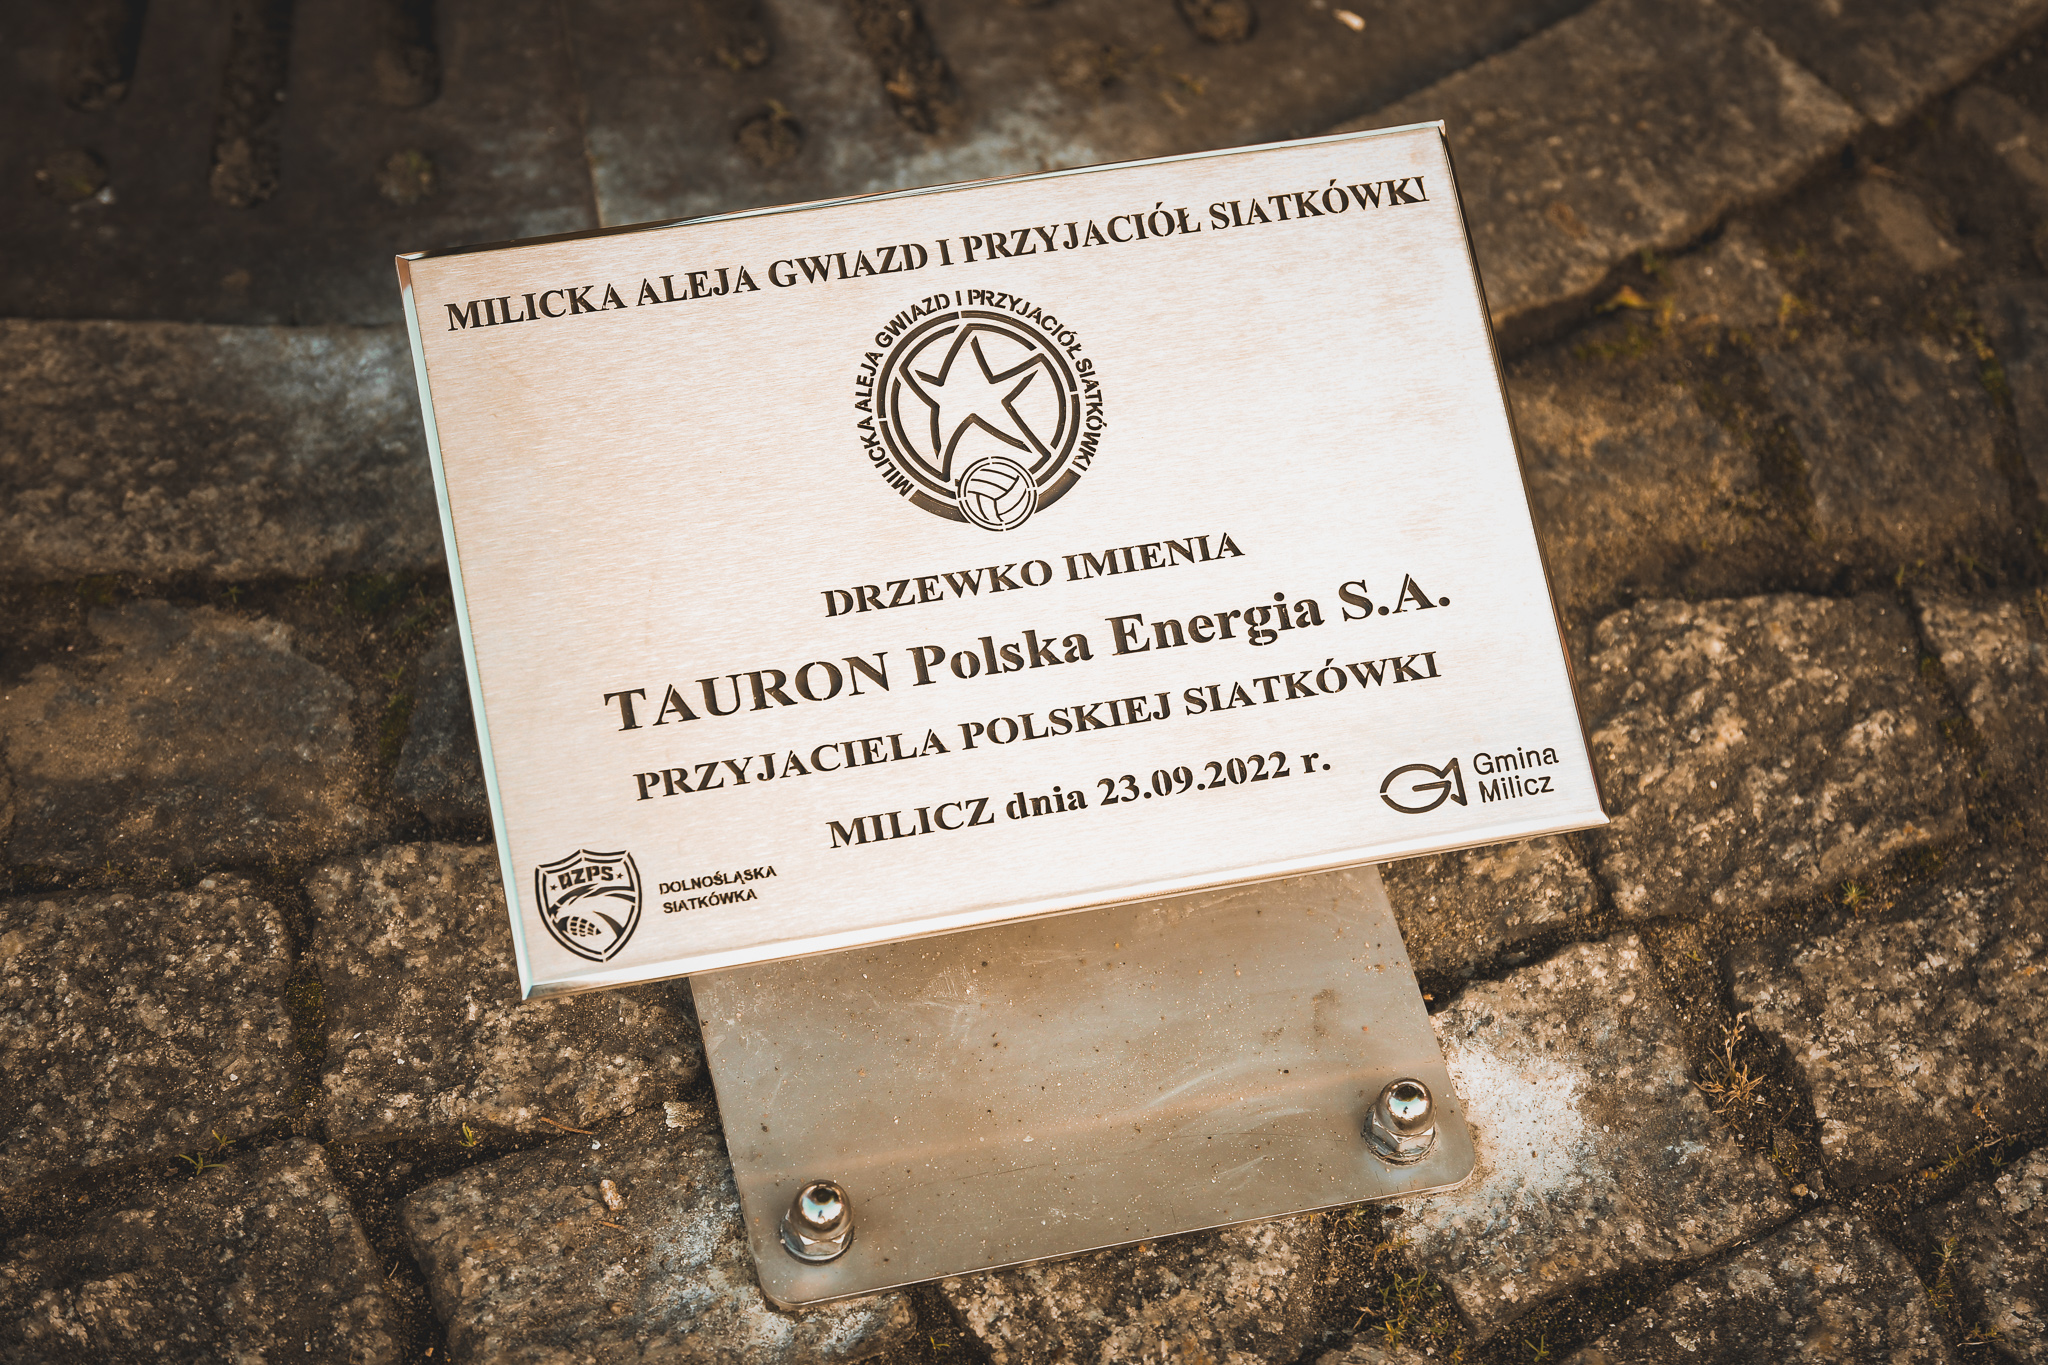 MILICKA ALEJA GWIAZD I PRZYJACIÓŁ SIATKÓWKI
MILICKA ALEJA GWIAZD I PRZYJACIÓŁ SIATKÓWKI
DRZEWKO IMIENIA
TAURON Polska Energia S.A.
PRZYJACIELA POLSKIEJ SIATKÓWKI
MILICZ dnia 23.09.2022 r.
Gmina
Milicz
DZPS
DOLNOŚLĄSKA
SIATKÓWKA